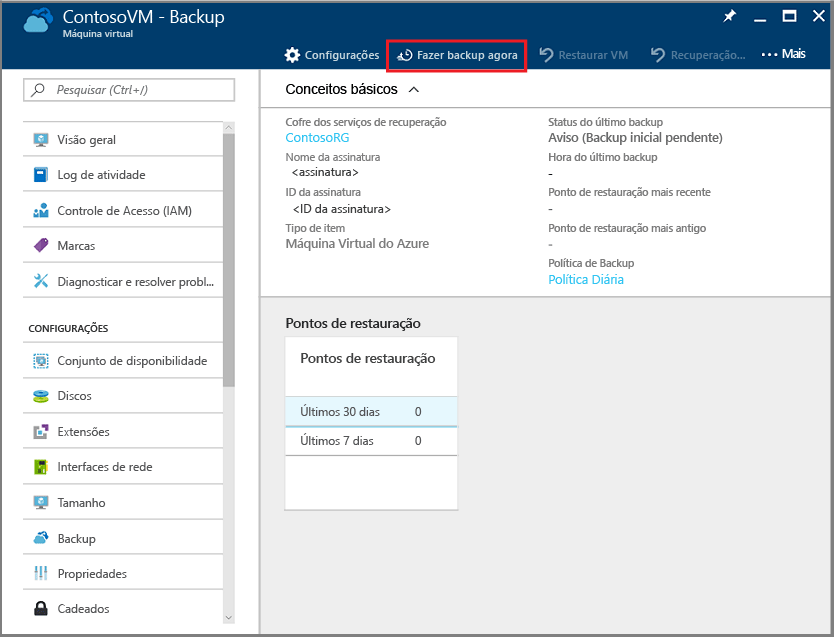 ContosoVM - Backup
Máquina virtual
Configurações
Fazer backup agora
Restaurar VM
Recuperação...
Mais
Pesquisar (Ctrl+/)
Visão geral
Log de atividade
Controle de Acesso (IAM)
Marcas
Diagnosticar e resolver probl...
CONFIGURAÇÕES
Conjunto de disponibilidade
Discos
Extensões
Interfaces de rede
Tamanho
Backup
Propriedades
Cadeados
Conceitos básicos
Cofre dos serviços de recuperação
ContosoRG
Nome da assinatura
<assinatura>
ID da assinatura
<ID da assinatura>
Tipo de item
Máquina Virtual do Azure
Status do último backup
Aviso (Backup inicial pendente)
Hora do último backup
-
Ponto de restauração mais recente
-
Ponto de restauração mais antigo
-
Política de Backup
Política Diária
Pontos de restauração
Pontos de restauração
Últimos 30 dias 0
Últimos 7 dias 0